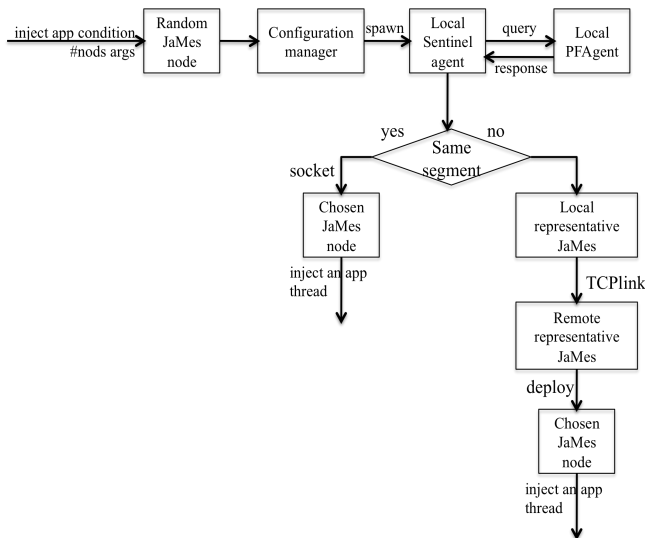 inject app condition
#nods args
Random
JaMes
node
Configuration
manager
spawn
Local
Sentinel
agent
query
response
Local
PFAgent
yes
no
Same
segment
socket
Chosen
JaMes
node
inject an app
thread
Local
representative
JaMes
TCPlink
Remote
representative
JaMes
deploy
Chosen
JaMes
node
inject an app
thread